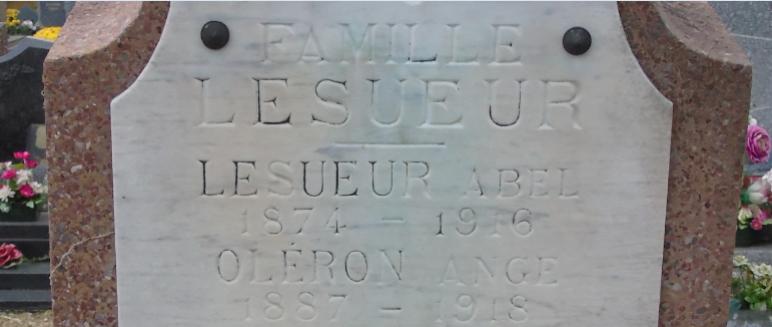 FAMILLE
LESUEUR
LESUEUR ABEL
1874 - 1916
OLÉRON ANGE
1887 - 1918